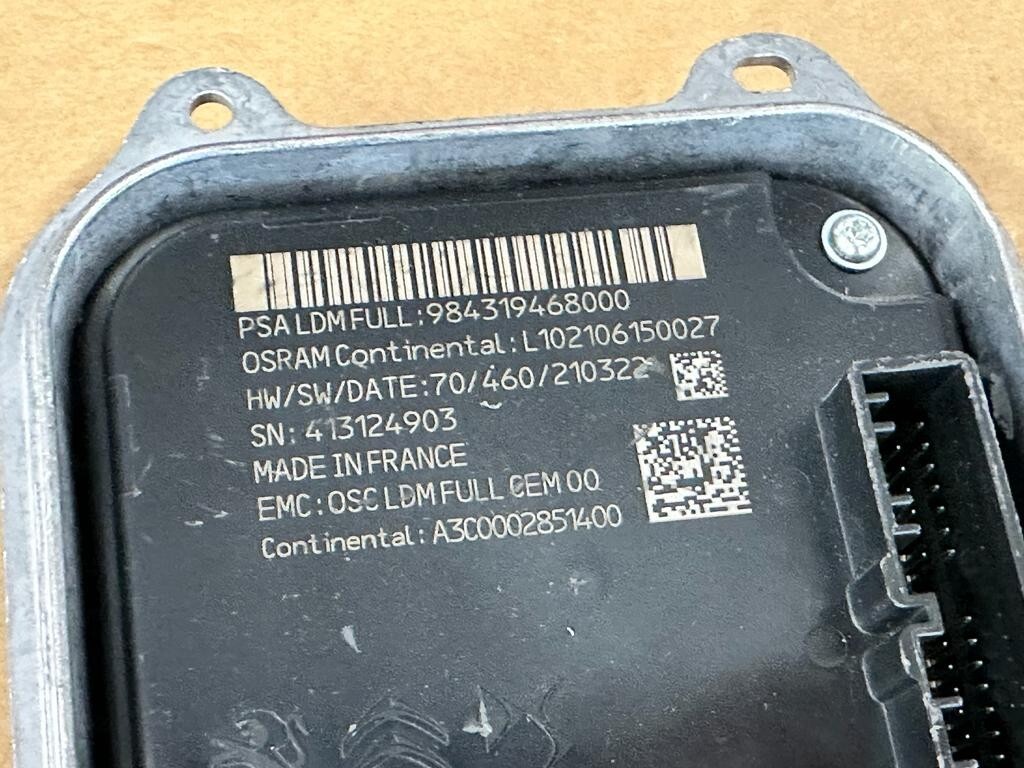 PSA LDM FULL:984319468000
OSRAM Continental:L102106150027
HW/SW/DATE:70/460/210322
SN:413124903
MADE IN FRANCE
EMC:OSC LDM FULL CEM 00
Continental:A3C0002851400